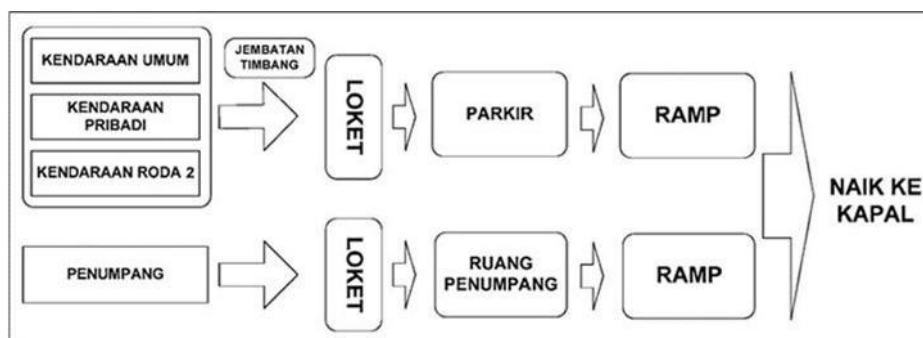 KENDARAAN UMUM
KENDARAAN
PRIBADI
KENDARAAN RODA 2
JEMBATAN
TIMBANG
LOKET
PARKIR
RAMP
PENUMPANG
LOKET
RUANG
PENUMPANG
RAMP
NAIK KE
KAPAL